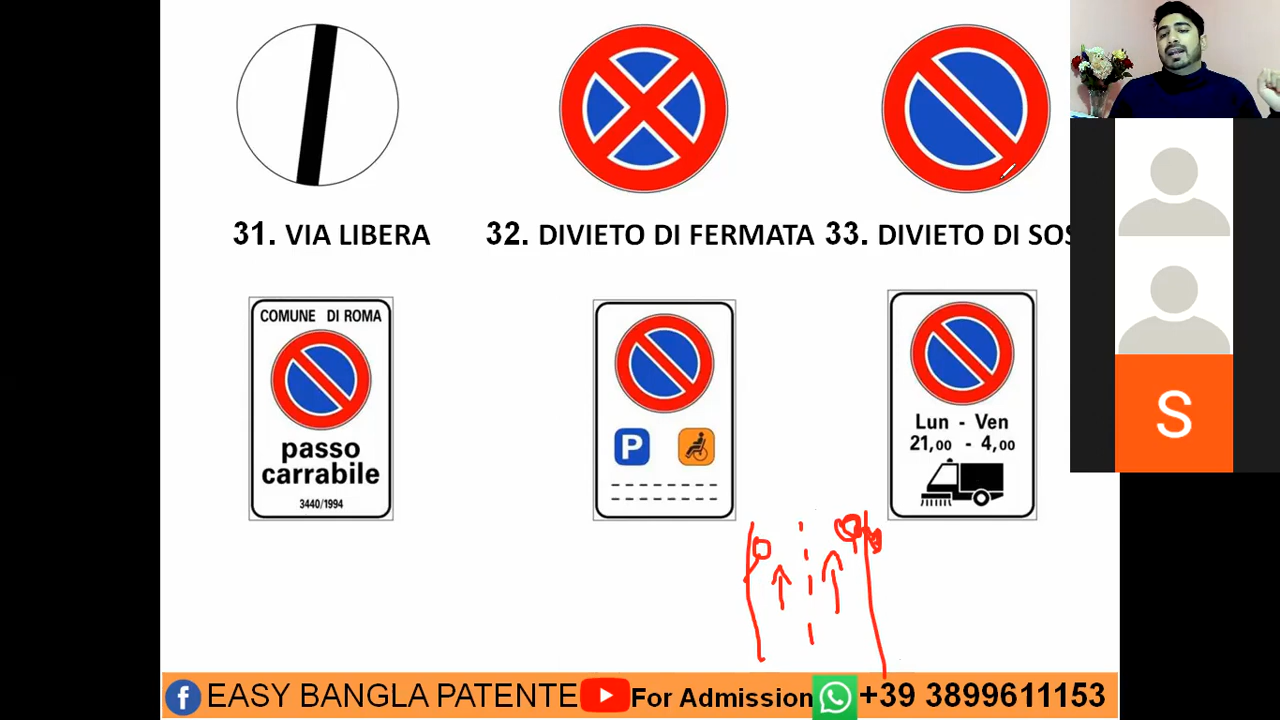 31. VIA LIBERA
32. DIVIETO DI FERMATA
33. DIVIETO DI SOS
COMUNE DI ROMA
passo
carrabile
3440/1994
P
Lun - Ven
21,00 - 4,00
S
EASY BANGLA PATENTE For Admission +39 3899611153